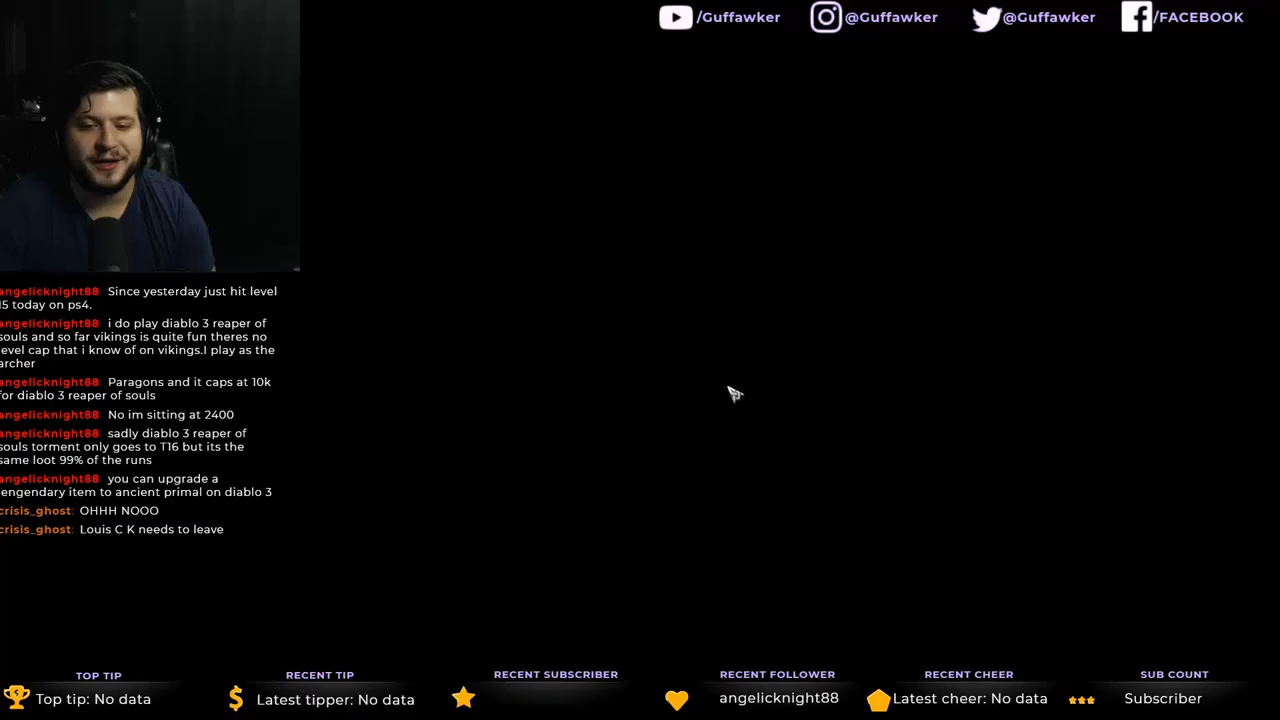 /Guffawker @Guffawker @Guffawker /FACEBOOK
angelicknight88 Since yesterday just hit level
15 today on ps4.
angelicknight88 i do play diablo 3 reaper of
souls and so far vikings is quite fun theres no
level cap that i know of on vikings.I play as the
archer
angelicknight88 Paragons and it caps at 10k
for diablo 3 reaper of souls
angelicknight88 No im sitting at 2400
angelicknight88 sadly diablo 3 reaper of
souls torment only goes to T16 but its the
same loot 99% of the runs
angelicknight88 you can upgrade a
lengendary item to ancient primal on diablo 3
crisis_ghost: OHHH NOOO
crisis_ghost: Louis C K needs to leave
TOP TIP
Top tip: No data
RECENT TIP
Latest tipper: No data
RECENT SUBSCRIBER
RECENT FOLLOWER
angelicknight88
RECENT CHEER
Latest cheer: No data
SUB COUNT
Subscriber